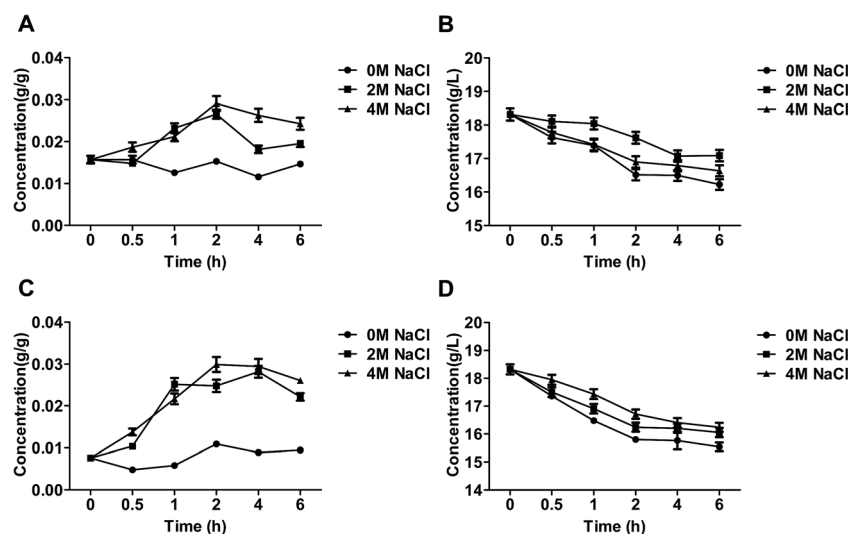 A
Concentration(g/g)
0.04
0.03
0.02
0.01
0.00
0 0.5 1 2 4 6
Time (h)
0M NaCl
2M NaCl
4M NaCl
B
Concentration(g/L)
20
19
18
17
16
15
0 0.5 1 2 4 6
Time (h)
0M NaCl
2M NaCl
4M NaCl
C
Concentration(g/g)
0.04
0.03
0.02
0.01
0.00
0 0.5 1 2 4 6
Time (h)
0M NaCl
2M NaCl
4M NaCl
D
Concentration(g/L)
20
19
18
17
16
15
14
0 0.5 1 2 4 6
Time (h)
0M NaCl
2M NaCl
4M NaCl